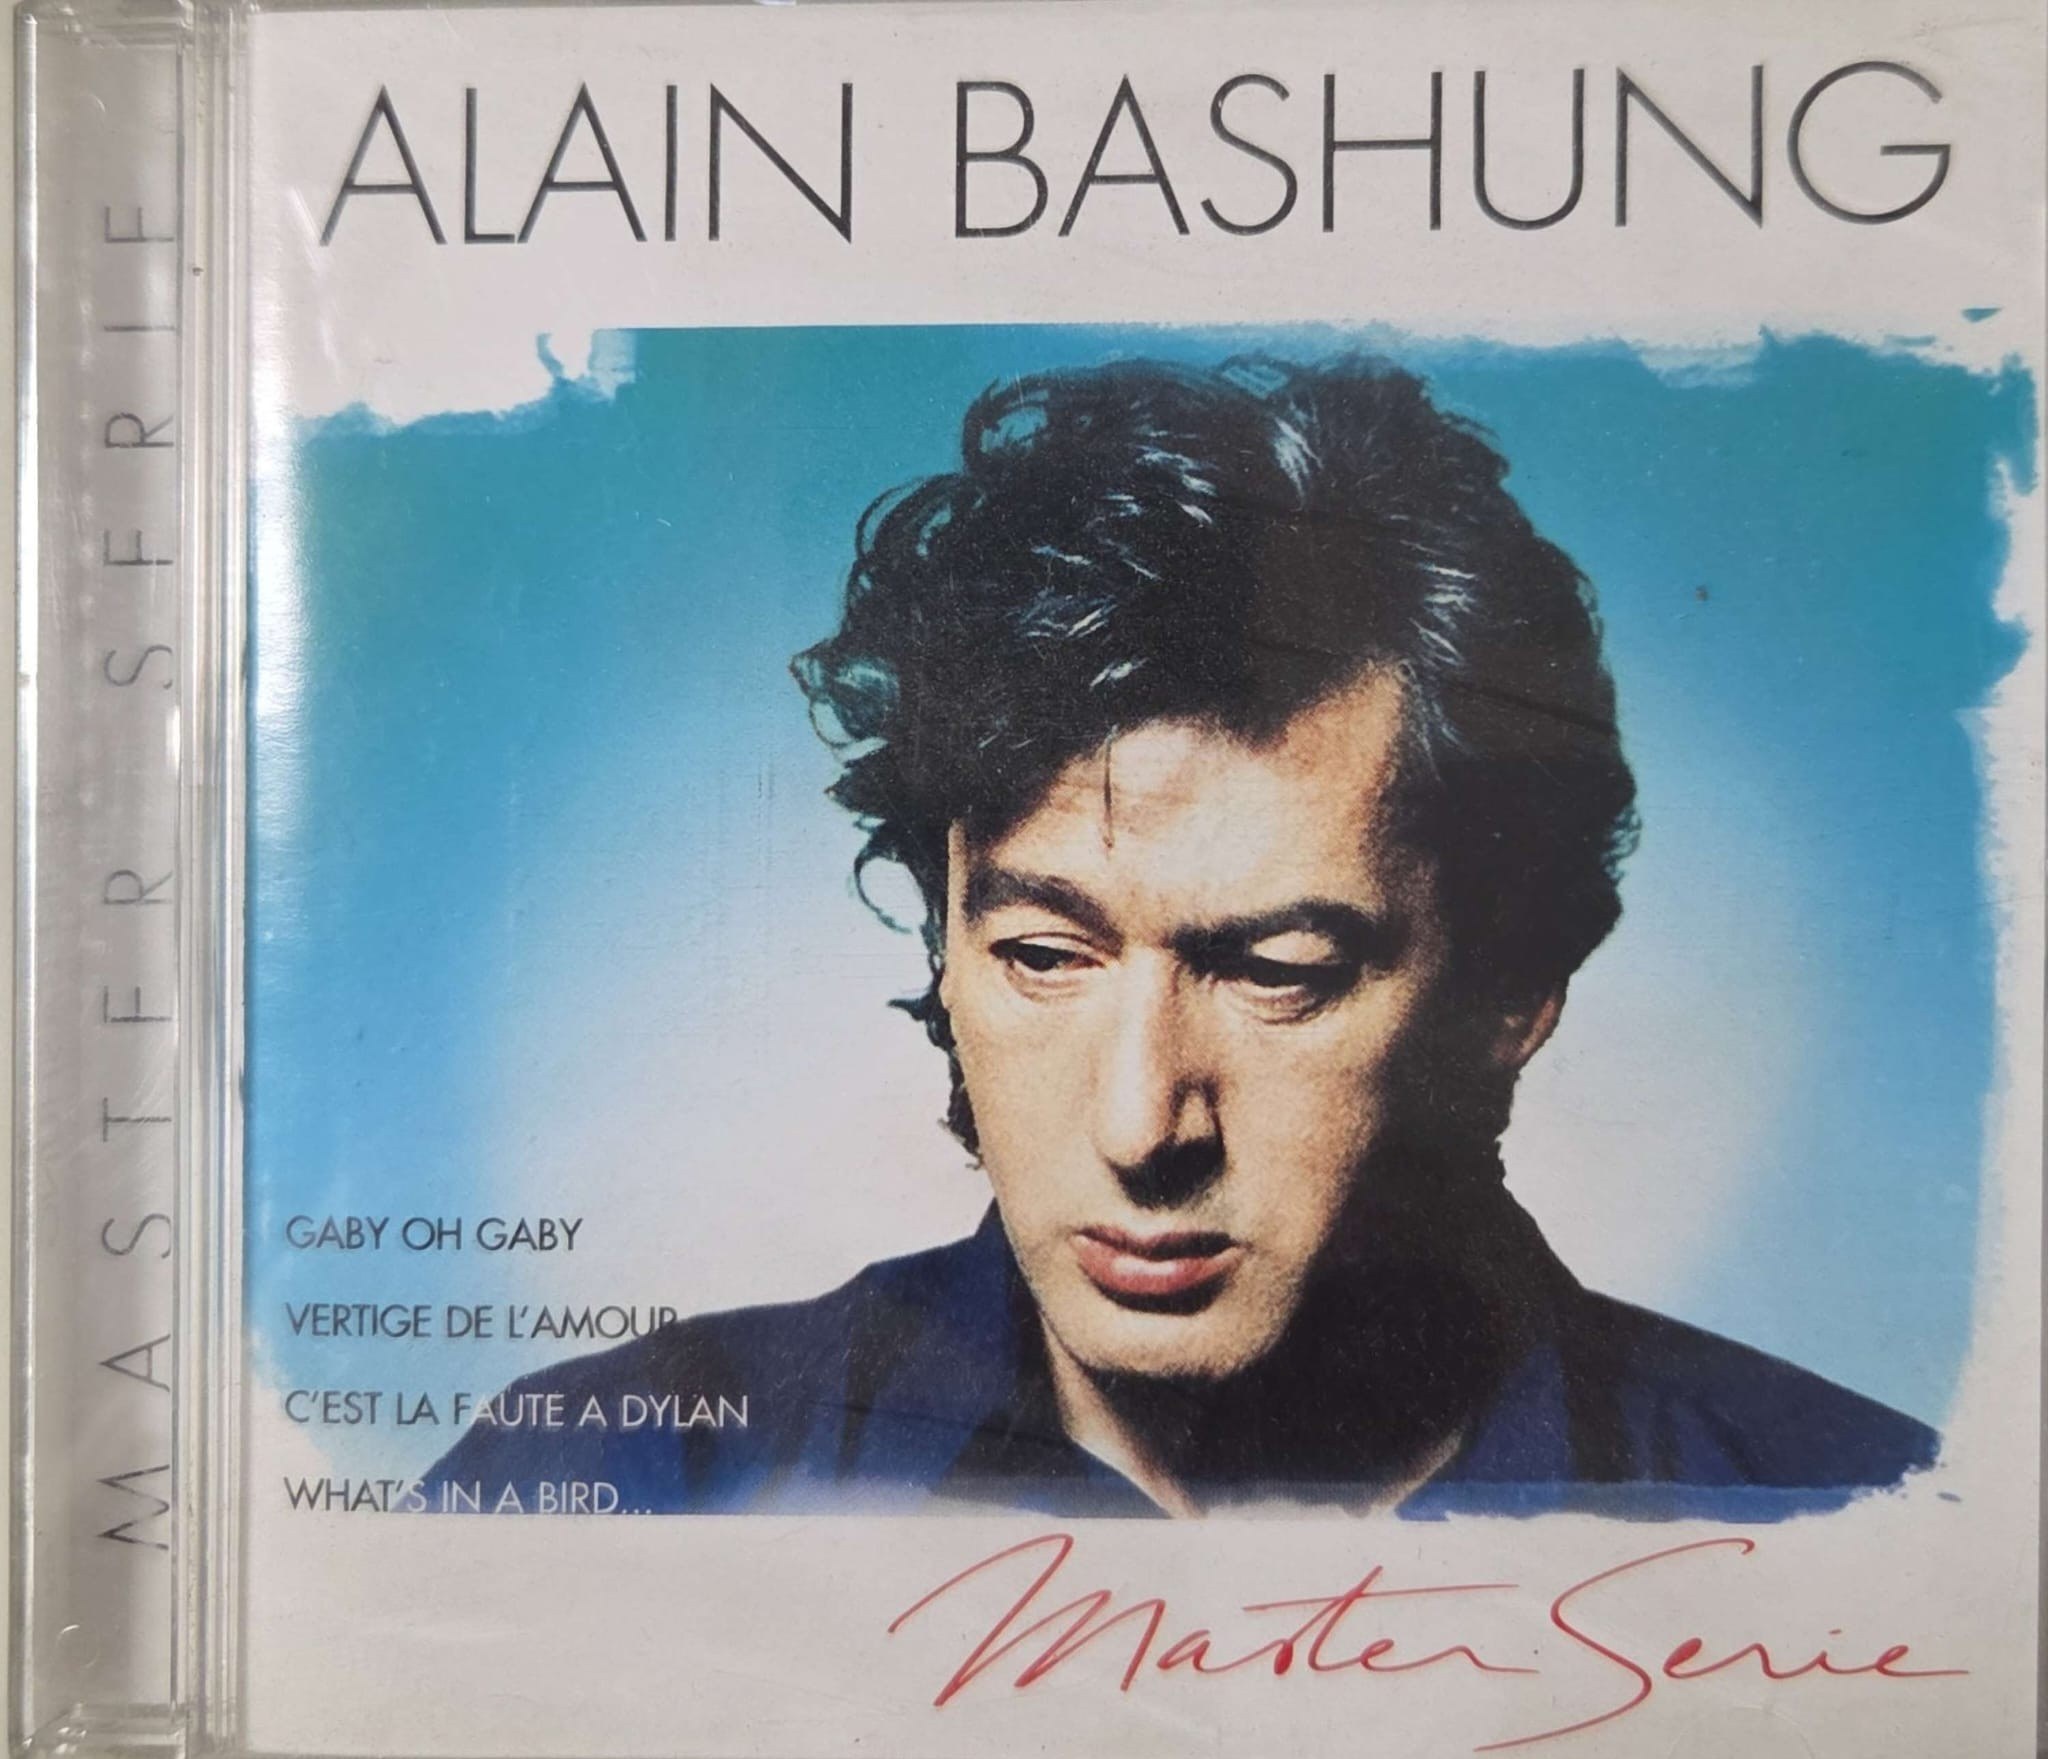 ALAIN BASHUNG
MASTER SERIE
GABY OH GABY
VERTIGE DE L'AMOUR
C'EST LA FAUTE A DYLAN
WHAT'S IN A BIRD...
Master Serie